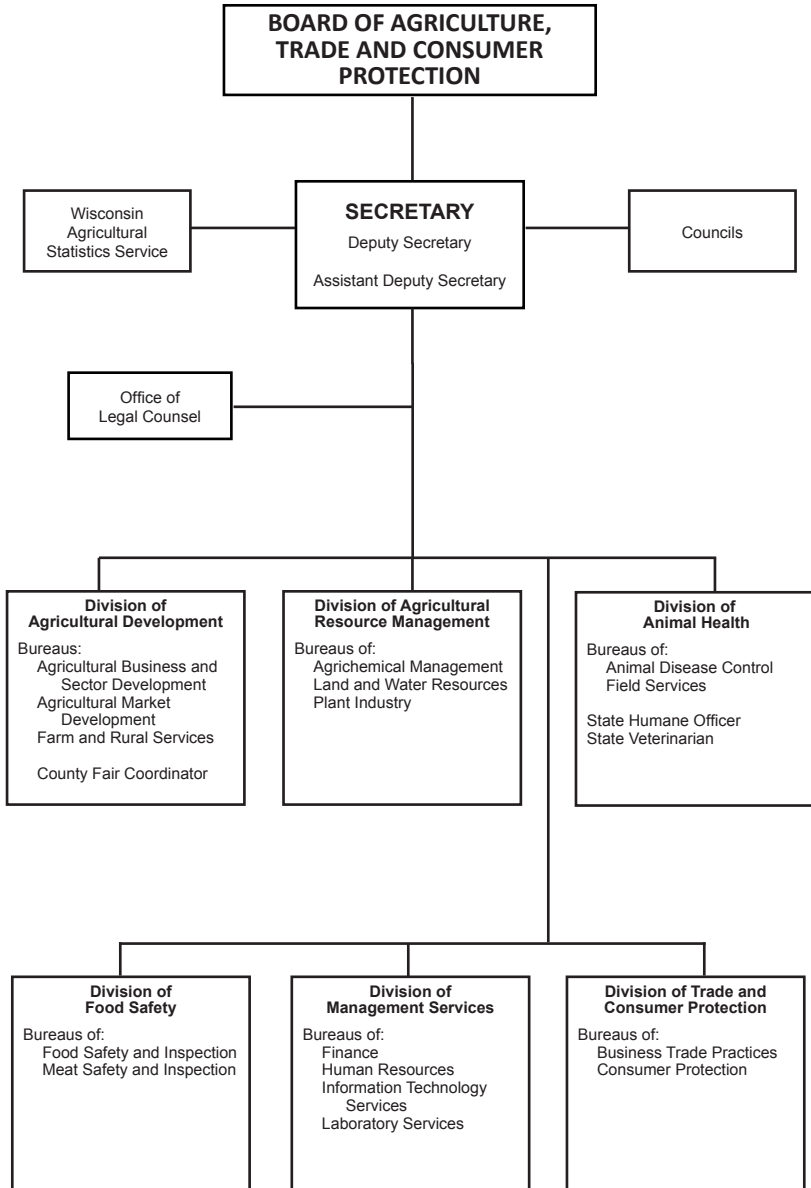 BOARD OF AGRICULTURE,
TRADE AND CONSUMER
PROTECTION
Wisconsin
Agricultural
Statistics Service
SECRETARY
Deputy Secretary
Assistant Deputy Secretary
Councils
Office of
Legal Counsel
Division of
Agricultural Development
Bureaus:
Agricultural Business and
Sector Development
Agricultural Market
Development
Farm and Rural Services
County Fair Coordinator
Division of Agricultural
Resource Management
Bureaus of:
Agrichemical Management
Land and Water Resources
Plant Industry
Division of
Animal Health
Bureaus of:
Animal Disease Control
Field Services
State Humane Officer
State Veterinarian
Division of
Food Safety
Bureaus of:
Food Safety and Inspection
Meat Safety and Inspection
Division of
Management Services
Bureaus of:
Finance
Human Resources
Information Technology
Services
Laboratory Services
Division of Trade and
Consumer Protection
Bureaus of:
Business Trade Practices
Consumer Protection